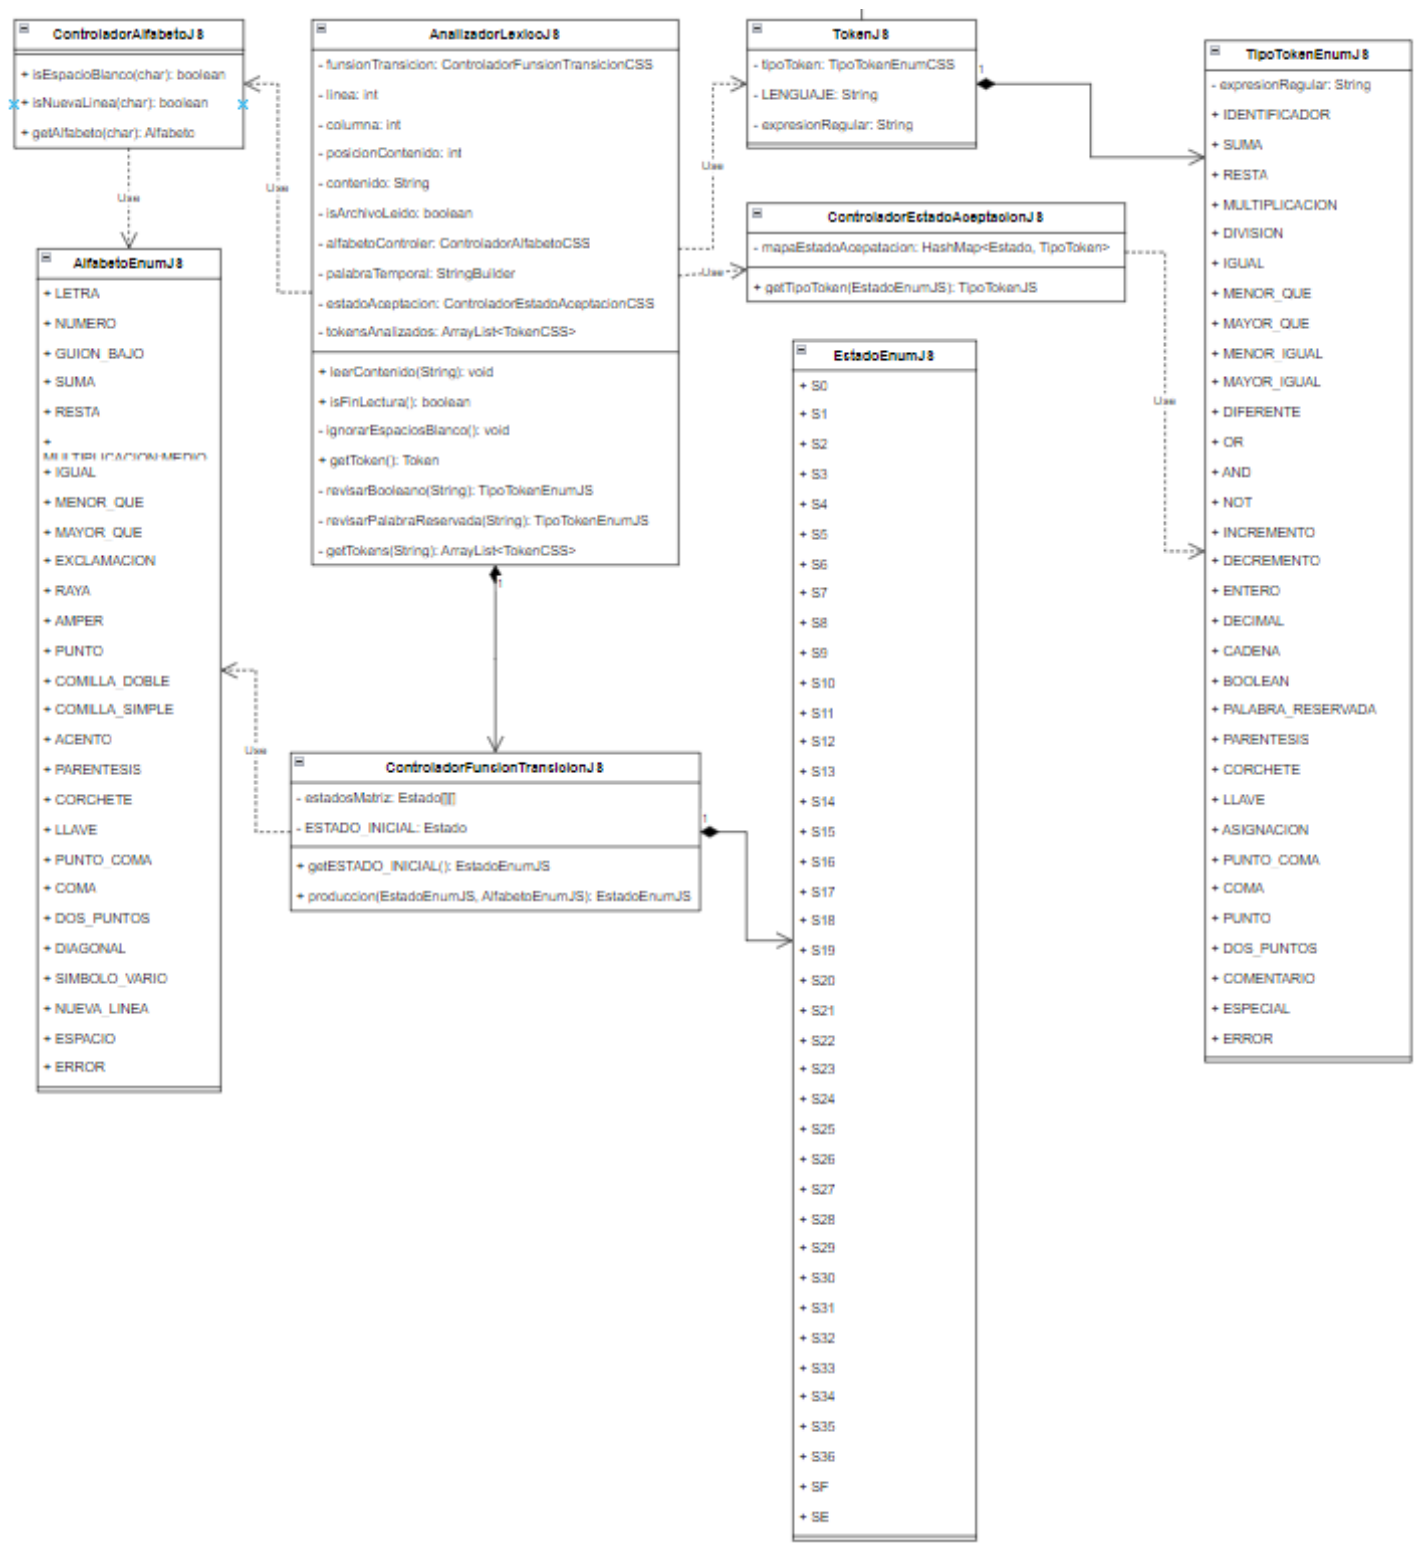 ControladorAlfabetoJS
+ isEspacioBlanco(char): boolean
+ isNuevaLinea(char): boolean
+ getAlfabeto(char): Alfabeto
Use
AlfabetoEnumJS
+ LETRA
+ NUMERO
+ GUION_BAJO
+ SUMA
+ RESTA
+
MULTIPLICACION:MEDIO
+ IGUAL
+ MENOR_QUE
+ MAYOR_QUE
+ EXCLAMACION
+ RAYA
+ AMPER
+ PUNTO
+ COMILLA_DOBLE
+ COMILLA_SIMPLE
+ ACENTO
+ PARENTESIS
+ CORCHETE
+ LLAVE
+ PUNTO_COMA
+ COMA
+ DOS_PUNTOS
+ DIAGONAL
+ SIMBOLO_VARIO
+ NUEVA_LINEA
+ ESPACIO
+ ERROR
Use
AnalizadorLexicoJS
- funsionTransicion: ControladorFunsionTransicionCSS
- linea: int
- columna: int
- posicionContenido: int
- contenido: String
- isArchivoLeido: boolean
- alfabetoControler: ControladorAlfabetoCSS
- palabraTemporal: StringBuilder
- estadoAceptacion: ControladorEstadoAceptacionCSS
- tokensAnalizados: ArrayList<TokenCSS>
+ leerContenido(String): void
+ isFinLectura(): boolean
- ignorarEspaciosBlanco(): void
+ getToken(): Token
- revisarBooleano(String): TipoTokenEnumJS
- revisarPalabraReservada(String): TipoTokenEnumJS
- getTokens(String): ArrayList<TokenCSS>
1
Use
ControladorFunsionTransicionJS
- estadosMatriz: Estado[][]
- ESTADO_INICIAL: Estado
+ getESTADO_INICIAL(): EstadoEnumJS
+ produccion(EstadoEnumJS, AlfabetoEnumJS): EstadoEnumJS
1
Use
Use
TokenJS
- tipoToken: TipoTokenEnumCSS
- LENGUAJE: String
- expresionRegular: String
1
ControladorEstadoAceptacionJS
- mapaEstadoAcepatacion: HashMap<Estado, TipoToken>
+ getTipoToken(EstadoEnumJS): TipoTokenJS
Use
EstadoEnumJS
+ S0
+ S1
+ S2
+ S3
+ S4
+ S5
+ S6
+ S7
+ S8
+ S9
+ S10
+ S11
+ S12
+ S13
+ S14
+ S15
+ S16
+ S17
+ S18
+ S19
+ S20
+ S21
+ S22
+ S23
+ S24
+ S25
+ S26
+ S27
+ S28
+ S29
+ S30
+ S31
+ S32
+ S33
+ S34
+ S35
+ S36
+ SF
+ SE
TipoTokenEnumJS
- expresionRegular: String
+ IDENTIFICADOR
+ SUMA
+ RESTA
+ MULTIPLICACION
+ DIVISION
+ IGUAL
+ MENOR_QUE
+ MAYOR_QUE
+ MENOR_IGUAL
+ MAYOR_IGUAL
+ DIFERENTE
+ OR
+ AND
+ NOT
+ INCREMENTO
+ DECREMENTO
+ ENTERO
+ DECIMAL
+ CADENA
+ BOOLEAN
+ PALABRA_RESERVADA
+ PARENTESIS
+ CORCHETE
+ LLAVE
+ ASIGNACION
+ PUNTO_COMA
+ COMA
+ PUNTO
+ DOS_PUNTOS
+ COMENTARIO
+ ESPECIAL
+ ERROR